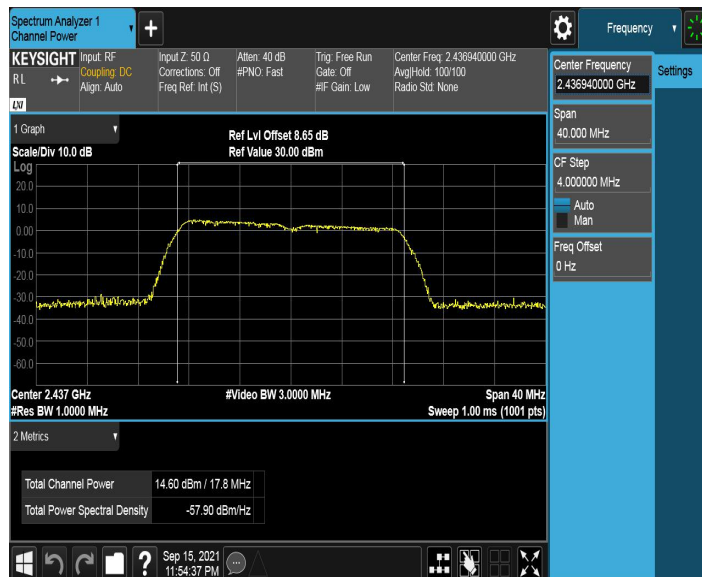 Spectrum Analyzer 1
Channel Power
Frequency
KEYSIGHT
RL
LXI
Input: RF
Coupling: DC
Align: Auto
Input Z: 50 Ω
Corrections: Off
Freq Ref: Int (S)
Atten: 40 dB
#PNO: Fast
Trig: Free Run
Gate: Off
#IF Gain: Low
Center Freq: 2.436940000 GHz
Avg|Hold: 100/100
Radio Std: None
Center Frequency
2.436940000 GHz
Settings
Span
40.000 MHz
CF Step
4.000000 MHz
Auto
Man
Freq Offset
0 Hz
1 Graph
Scale/Div 10.0 dB
Ref Lvl Offset 8.65 dB
Ref Value 30.00 dBm
Log
20.0
10.0
0.00
-10.0
-20.0
-30.0
-40.0
-50.0
-60.0
Center 2.437 GHz
#Video BW 3.0000 MHz
Span 40 MHz
#Res BW 1.0000 MHz
Sweep 1.00 ms (1001 pts)
2 Metrics
Total Channel Power 14.60 dBm / 17.8 MHz
Total Power Spectral Density -57.90 dBm/Hz
?
Sep 15, 2021
11:54:37 PM